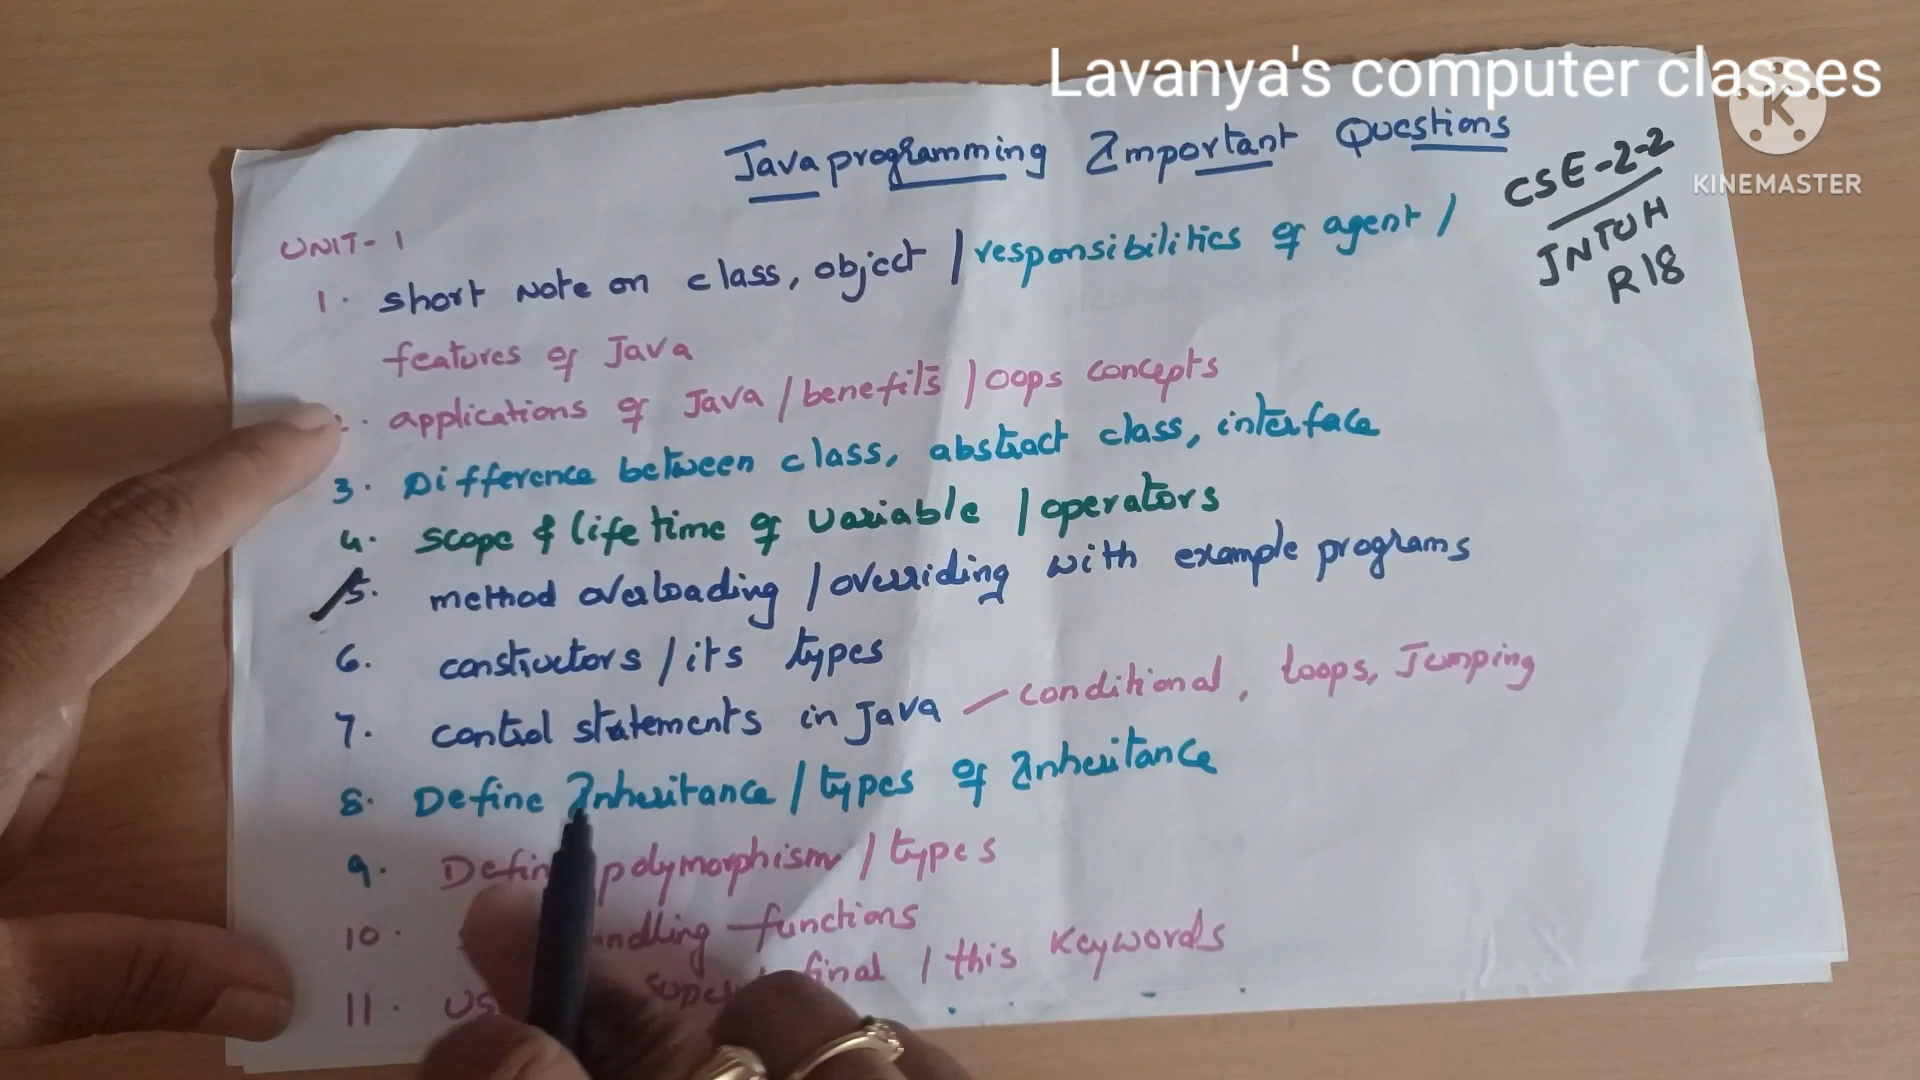 Lavanya's computer classes
KINEMASTER
Java programming Important Questions
CSE-2-2
JNTUH
R18
UNIT-1
1. short note on class, object / responsibilities of agent /
features of Java
2. applications of Java / benefits / oops concepts
3. Difference between class, abstract class, interface
4. scope & life time of variable / operators
5. method overloading / overriding with example programs
6. constructors / its types
7. control statements in Java - conditional, loops, Jumping
8. Define Inheritance / types of Inheritance
9. polymorphism / types
10. functions
11. final / this keywords